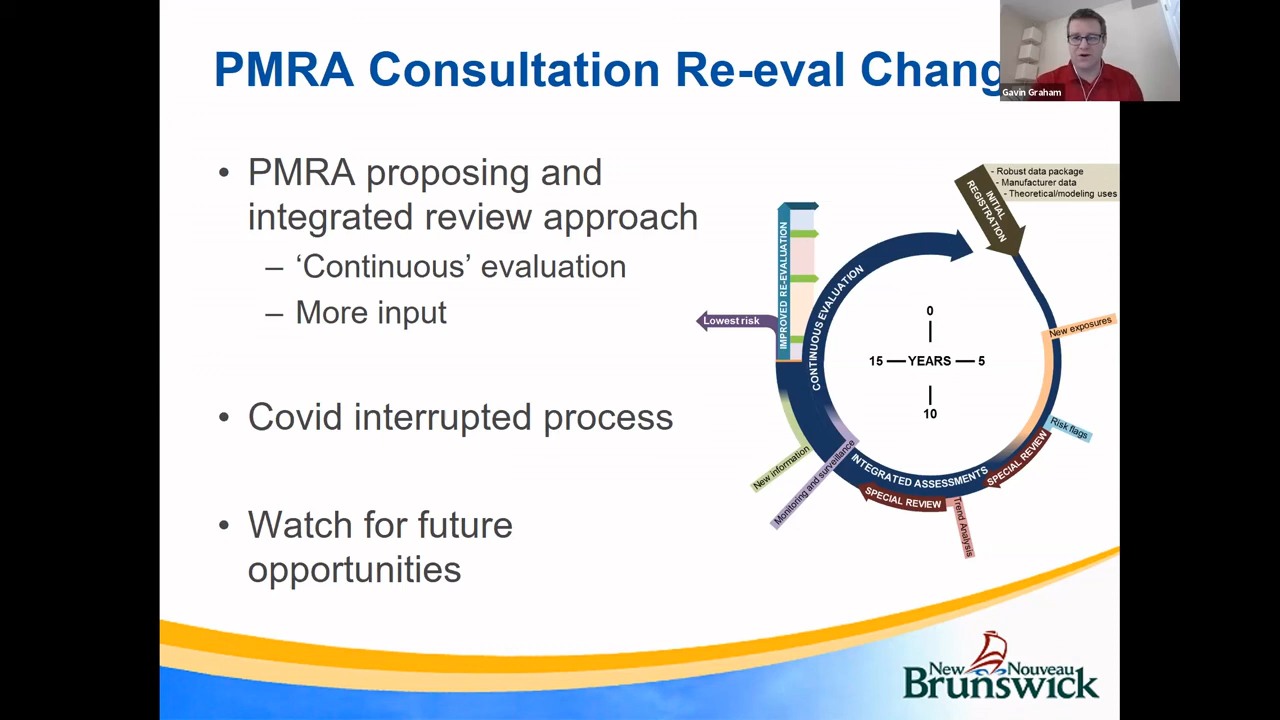 PMRA Consultation Re-eval Chang
Gavin Graham
• PMRA proposing and
integrated review approach
– ‘Continuous’ evaluation
– More input
• Covid interrupted process
• Watch for future
opportunities
- Robust data package
- Manufacturer data
- Theoretical/modeling uses
INITIAL
REGISTRATION
IMPROVED RE-EVALUATION
CONTINUOUS EVALUATION
Lowest risk
0
15 — YEARS — 5
10
New exposures
Risk flags
SPECIAL REVIEW
INTEGRATED ASSESSMENTS
SPECIAL REVIEW
Trend Analysis
Monitoring and surveillance
New information
New Nouveau
Brunswick